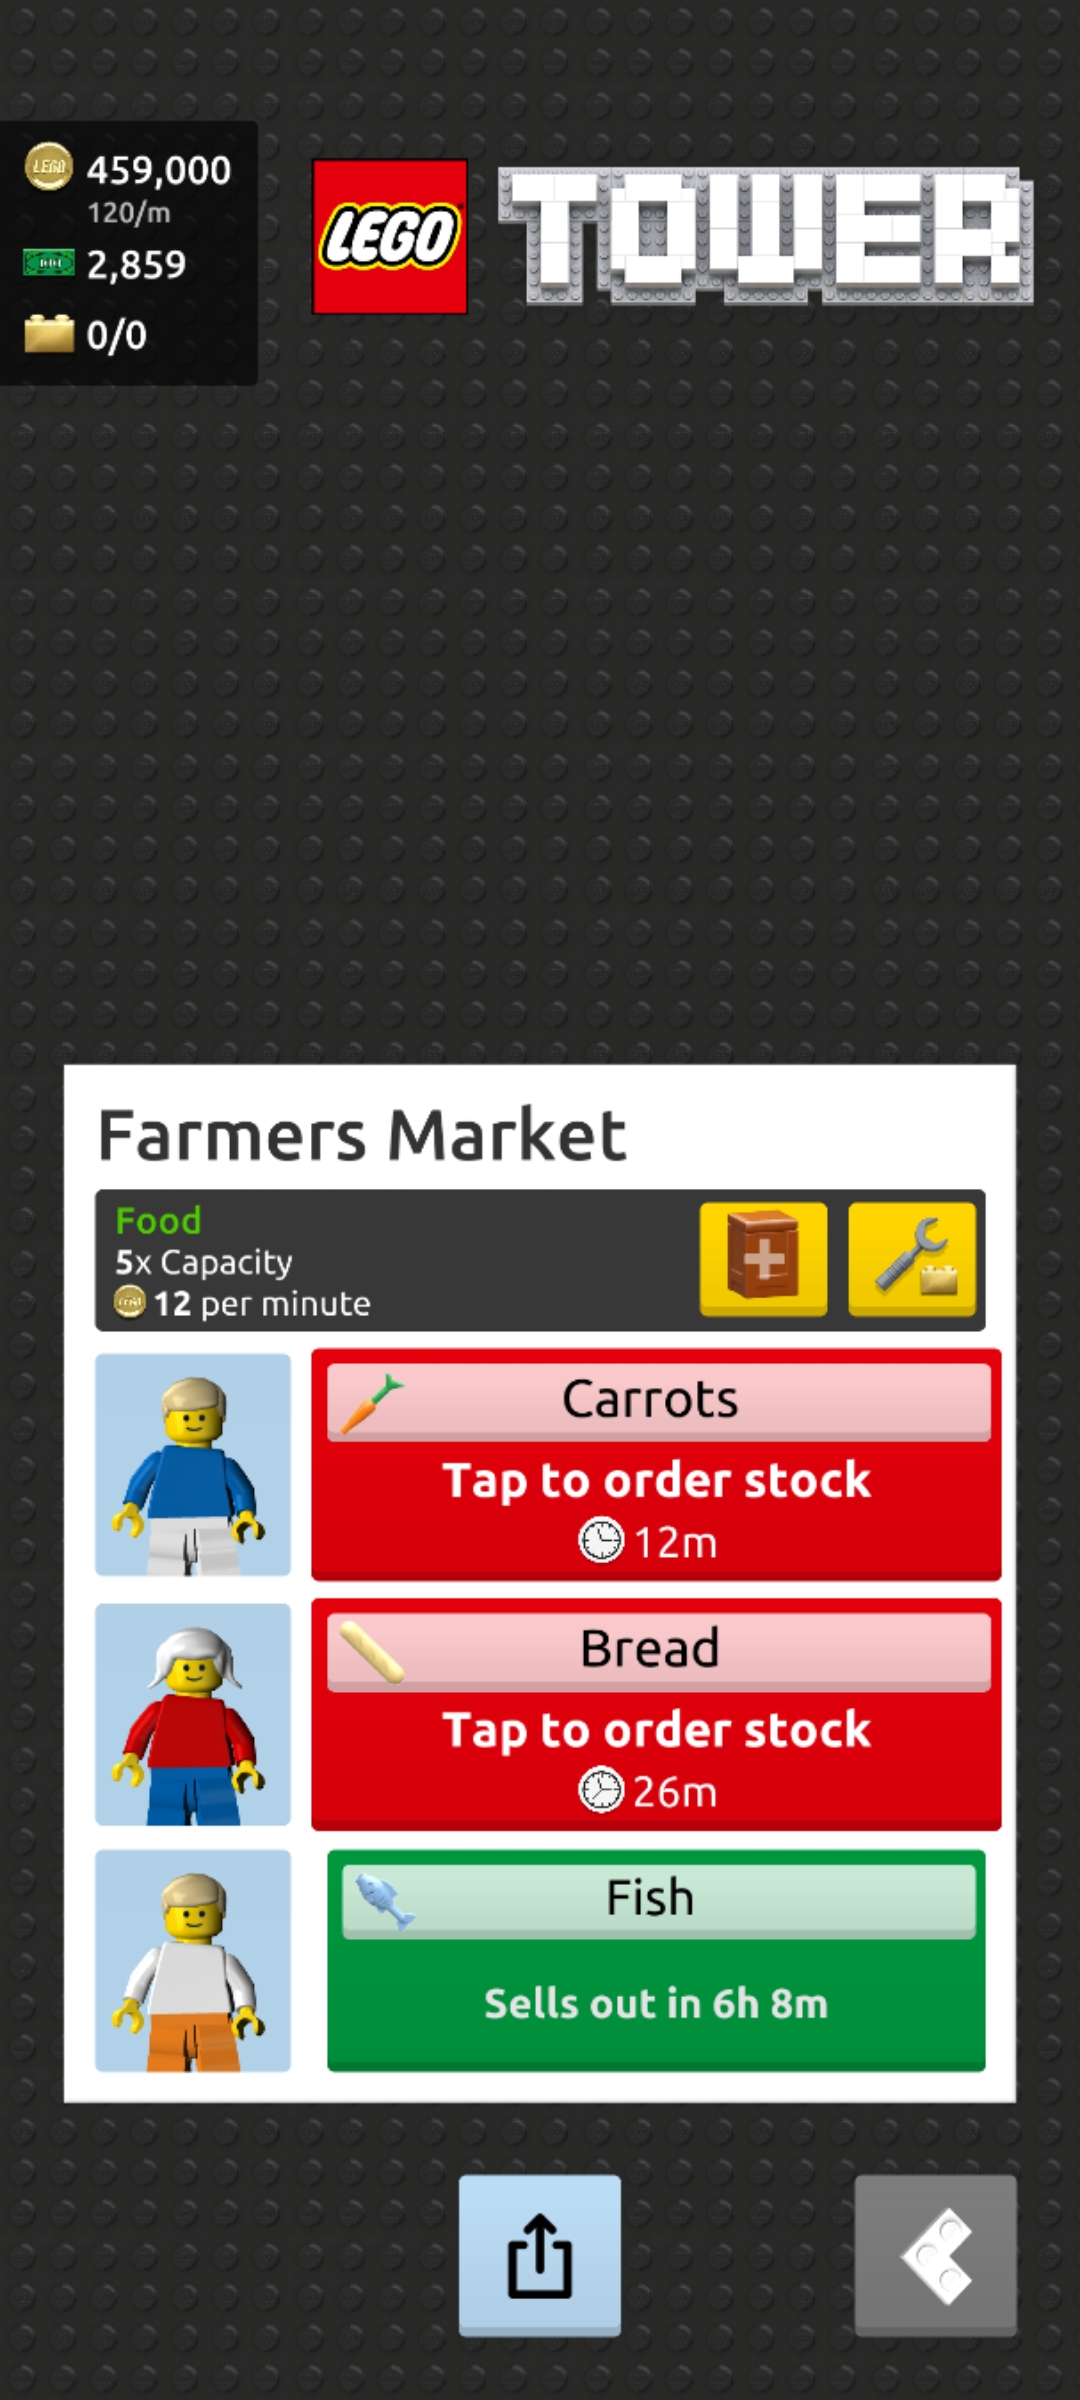 LEGO
459,000
120/m
2,859
0/0
LEGO
TOWER
Farmers Market
Food
5x Capacity
12 per minute
Carrots
Tap to order stock
12m
Bread
Tap to order stock
26m
Fish
Sells out in 6h 8m